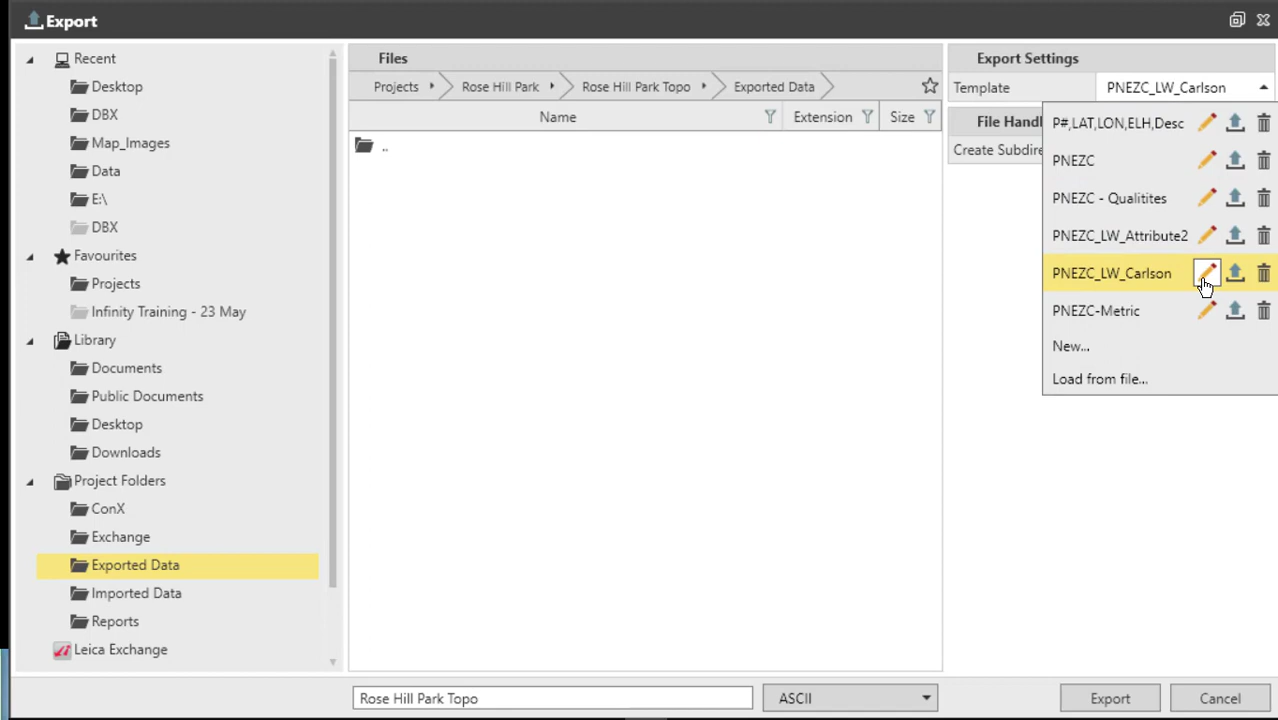 Export
Recent
Desktop
DBX
Map_Images
Data
E:\
DBX
Favourites
Projects
Infinity Training - 23 May
Library
Documents
Public Documents
Desktop
Downloads
Project Folders
ConX
Exchange
Exported Data
Imported Data
Reports
Leica Exchange
Files
Projects Rose Hill Park Rose Hill Park Topo Exported Data
Name Extension Size
..
Rose Hill Park Topo ASCII
Export Settings
Template PNEZC_LW_Carlson
File Handl
Create Subdire
P#,LAT,LON,ELH,Desc
PNEZC
PNEZC - Qualitites
PNEZC_LW_Attribute2
PNEZC_LW_Carlson
PNEZC-Metric
New...
Load from file...
Export Cancel